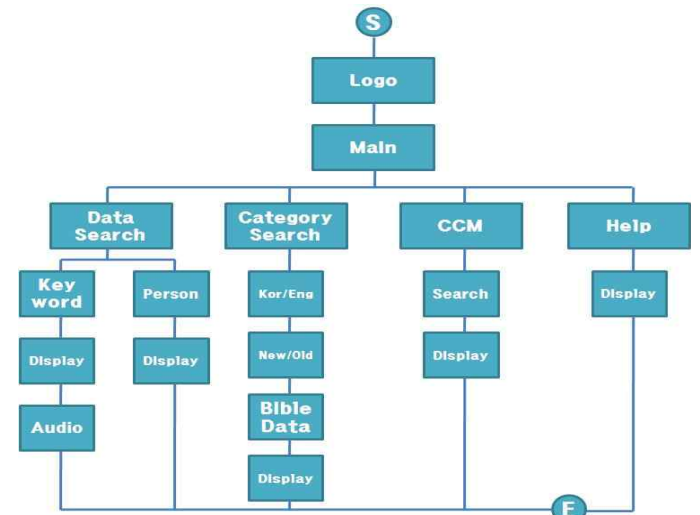 S
Logo
Main
Data
Search
Category
Search
CCM
Help
Key
word
Person
Kor/Eng
Search
Display
Display
Display
New/Old
Display
Audio
Bible
Data
Display